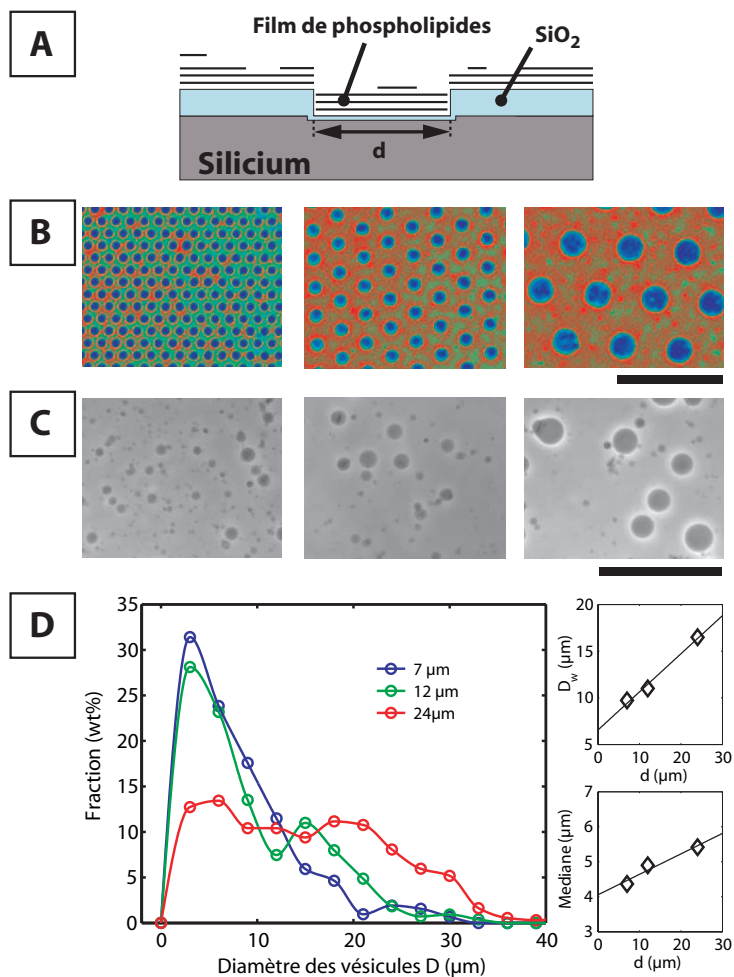 A
Film de phospholipides
SiO₂
d
Silicium
B
C
D
35
30
25
20
15
10
5
0
Fraction (wt%)
0 10 20 30 40
Diamètre des vésicules D (µm)
7 µm
12 µm
24µm
20
15
10
5
D_w (µm)
0 10 20 30
d (µm)
7
6
5
4
3
Mediane (µm)
0 10 20 30
d (µm)